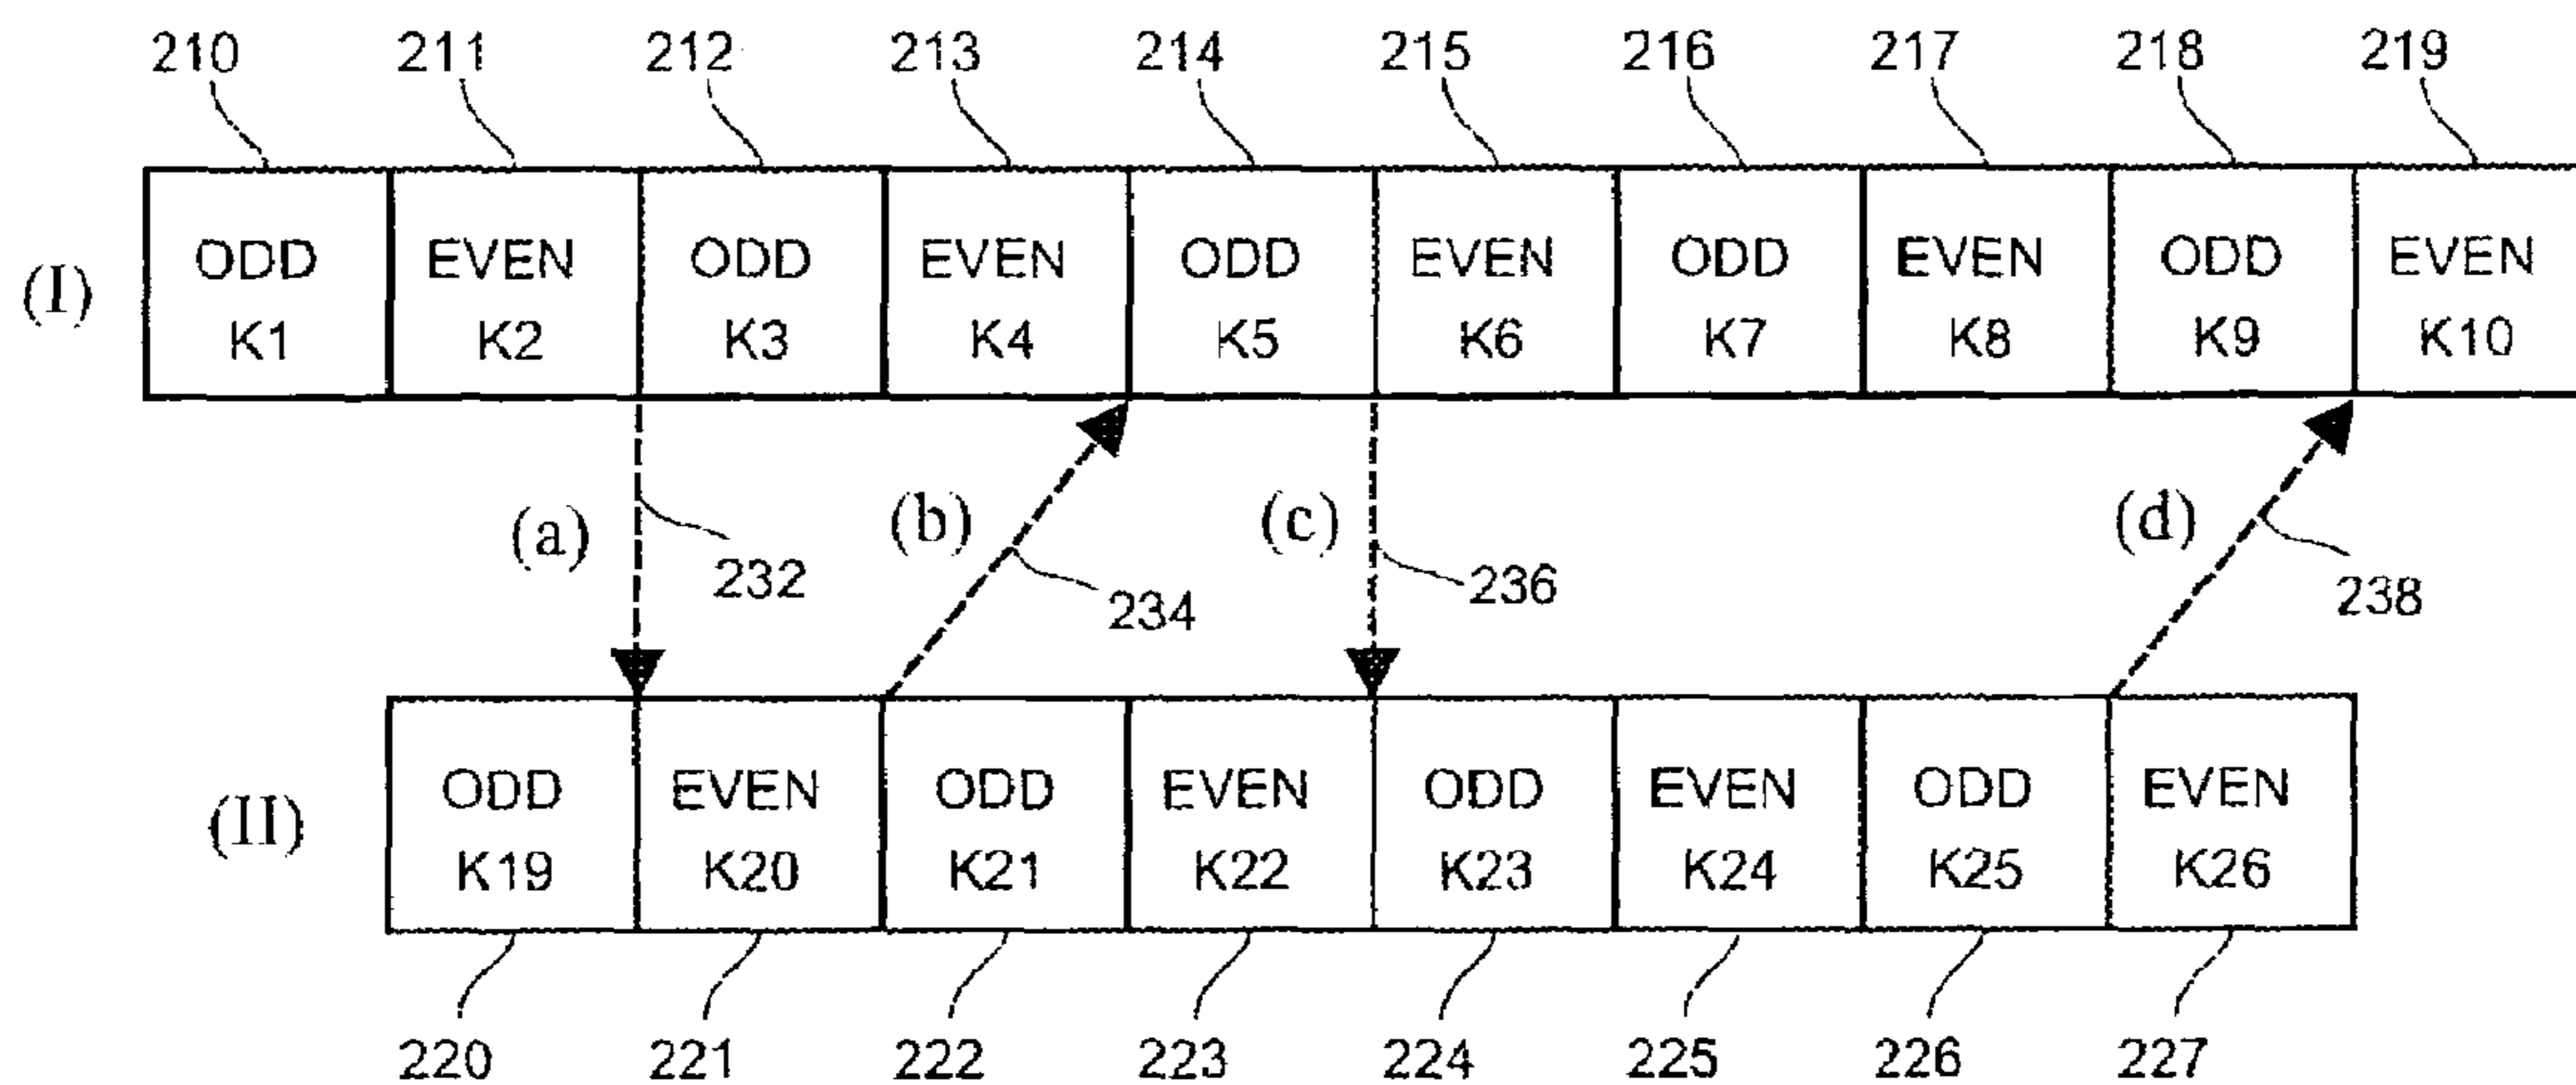 210 211 212 213 214 215 216 217 218 219
(I)
ODD EVEN ODD EVEN ODD EVEN ODD EVEN ODD EVEN
K1 K2 K3 K4 K5 K6 K7 K8 K9 K10
(a) (b) (c) (d)
232 234 236 238
(II)
ODD EVEN ODD EVEN ODD EVEN ODD EVEN
K19 K20 K21 K22 K23 K24 K25 K26
220 221 222 223 224 225 226 227